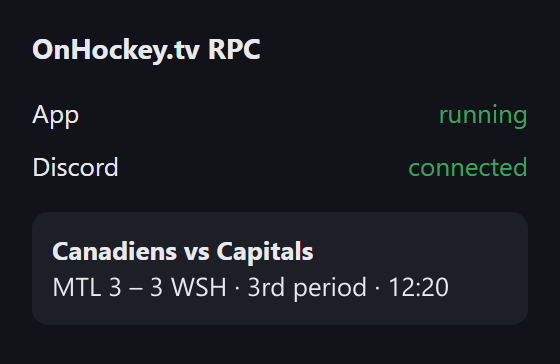 OnHockey.tv RPC
App running
Discord connected
Canadiens vs Capitals
MTL 3 – 3 WSH · 3rd period · 12:20